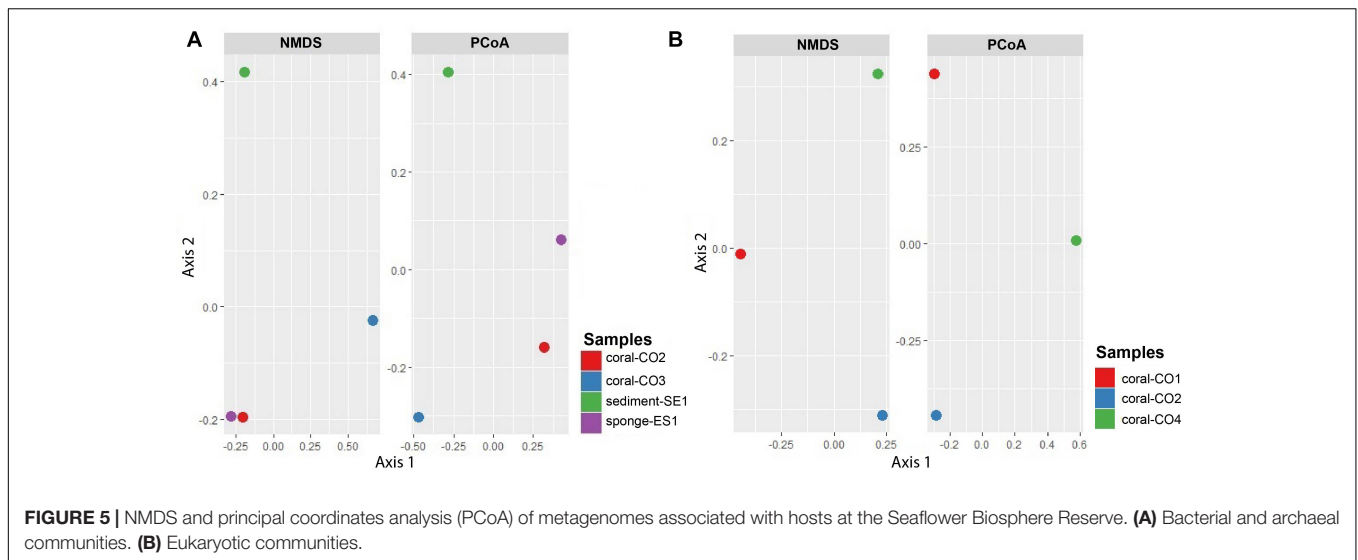 A
NMDS
PCoA
0.4
0.2
0.0
-0.2
Axis 2
-0.25
0.00
0.25
0.50
0.4
0.2
0.0
-0.2
-0.50
-0.25
0.00
0.25
Axis 1
Samples
coral-CO2
coral-CO3
sediment-SE1
sponge-ES1
B
NMDS
PCoA
0.2
0.0
-0.2
Axis 2
-0.25
0.00
0.25
0.25
0.00
-0.25
-0.2
0.0
0.2
0.4
0.6
Axis 1
Samples
coral-CO1
coral-CO2
coral-CO4
FIGURE 5 | NMDS and principal coordinates analysis (PCoA) of metagenomes associated with hosts at the Seaflower Biosphere Reserve. (A) Bacterial and archaeal
communities. (B) Eukaryotic communities.